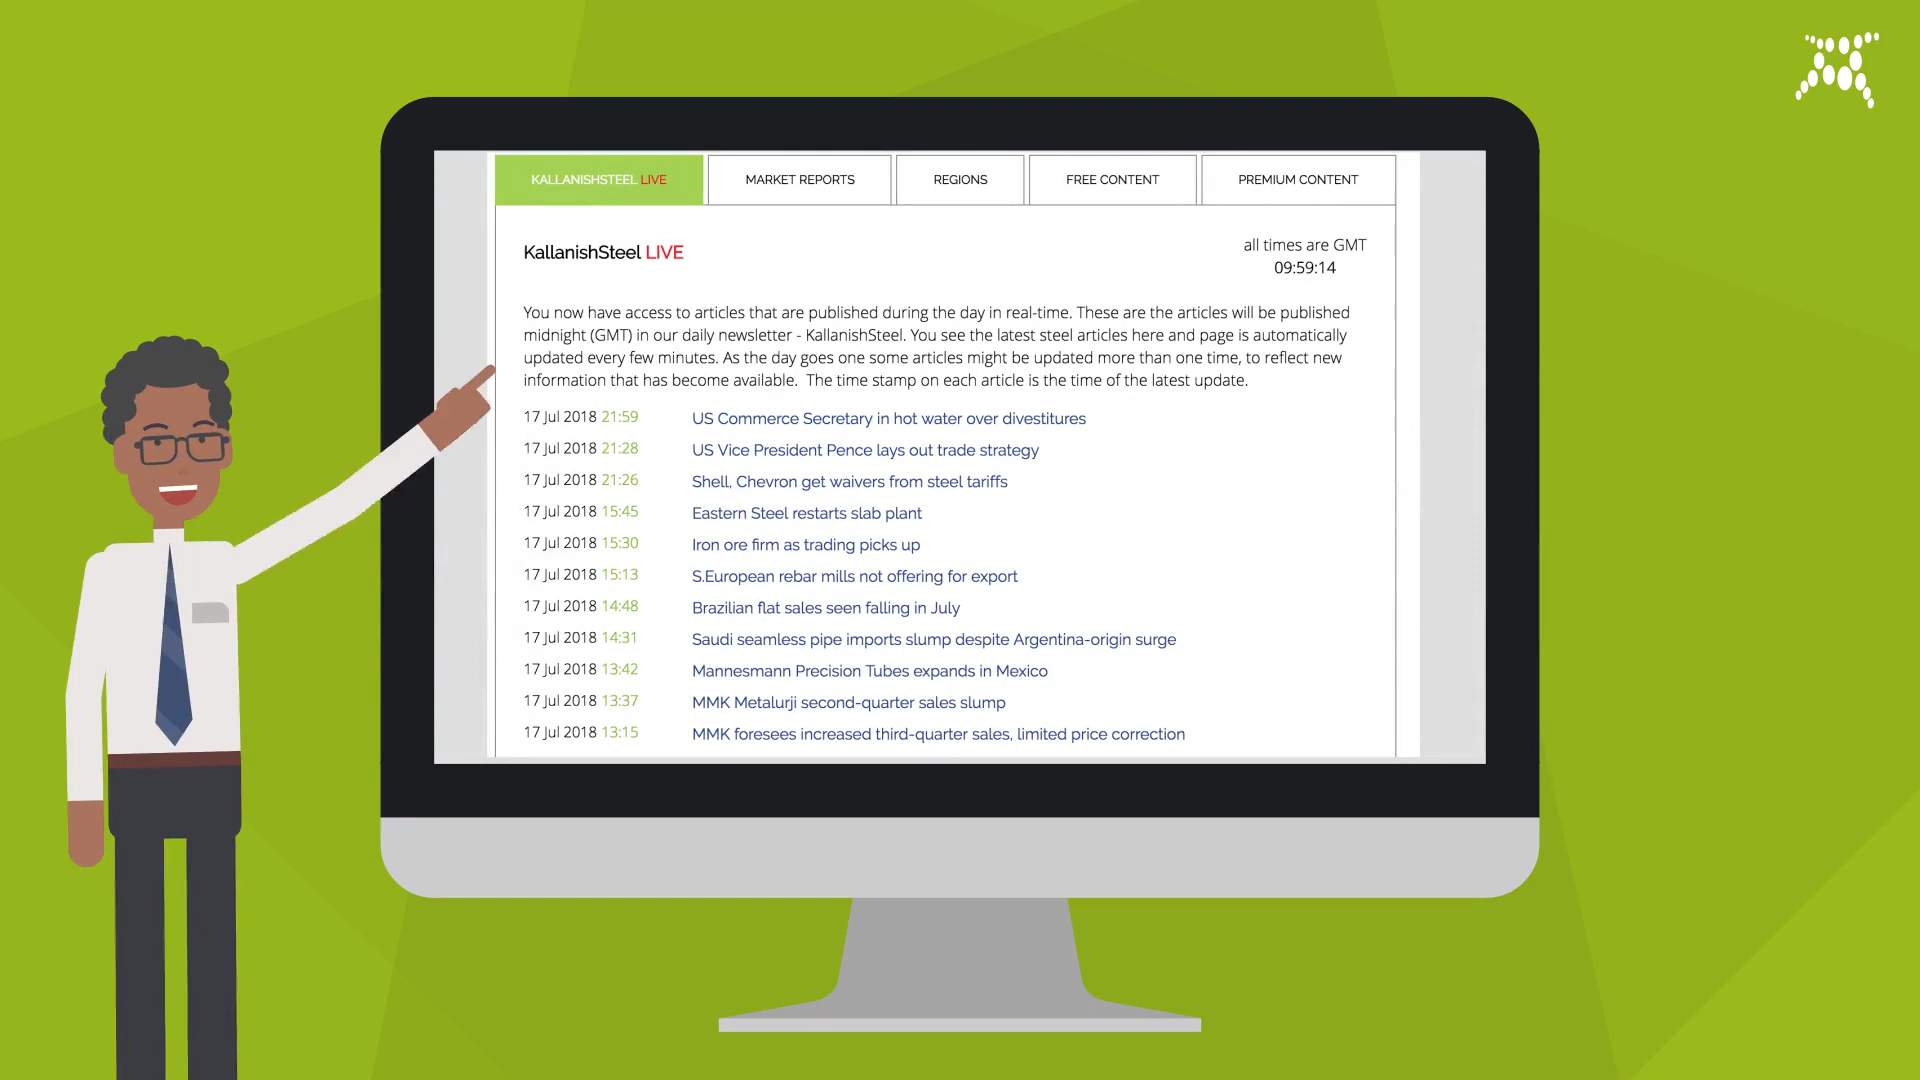 KALLANISHSTEEL LIVE
MARKET REPORTS
REGIONS
FREE CONTENT
PREMIUM CONTENT
KallanishSteel LIVE
all times are GMT
09:59:14
You now have access to articles that are published during the day in real-time. These are the articles will be published
midnight (GMT) in our daily newsletter - KallanishSteel. You see the latest steel articles here and page is automatically
updated every few minutes. As the day goes one some articles might be updated more than one time, to reflect new
information that has become available. The time stamp on each article is the time of the latest update.
17 Jul 2018 21:59 US Commerce Secretary in hot water over divestitures
17 Jul 2018 21:28 US Vice President Pence lays out trade strategy
17 Jul 2018 21:26 Shell, Chevron get waivers from steel tariffs
17 Jul 2018 15:45 Eastern Steel restarts slab plant
17 Jul 2018 15:30 Iron ore firm as trading picks up
17 Jul 2018 15:13 S.European rebar mills not offering for export
17 Jul 2018 14:48 Brazilian flat sales seen falling in July
17 Jul 2018 14:31 Saudi seamless pipe imports slump despite Argentina-origin surge
17 Jul 2018 13:42 Mannesmann Precision Tubes expands in Mexico
17 Jul 2018 13:37 MMK Metalurji second-quarter sales slump
17 Jul 2018 13:15 MMK foresees increased third-quarter sales, limited price correction